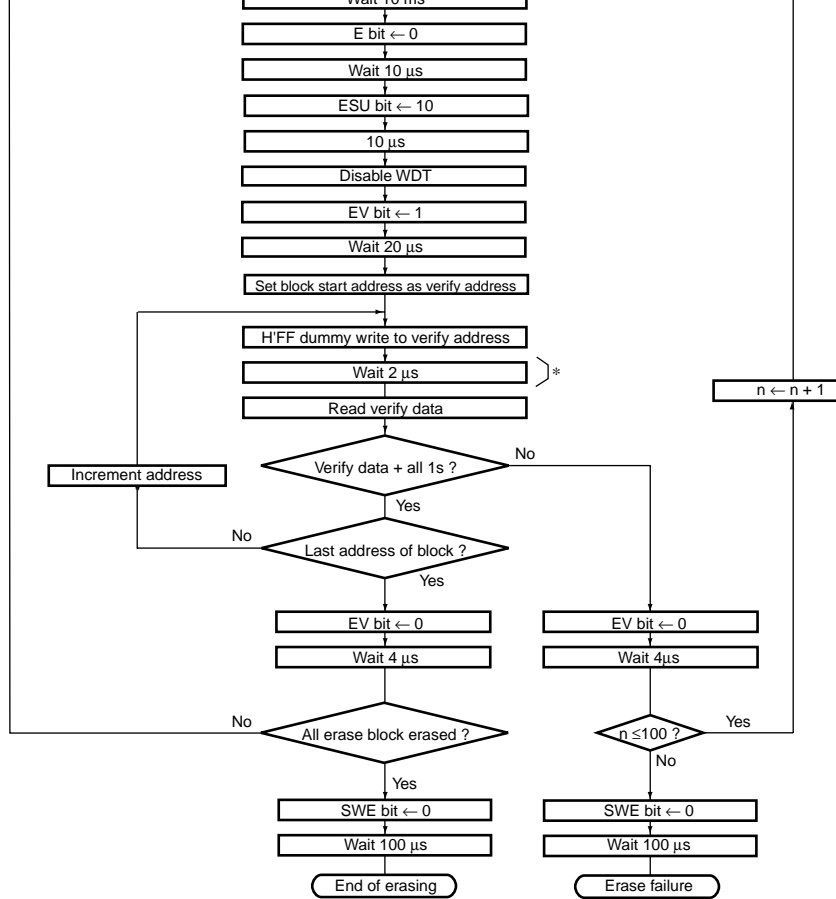 E bit ← 0
Wait 10 µs
ESU bit ← 10
10 µs
Disable WDT
EV bit ← 1
Wait 20 µs
Set block start address as verify address
H'FF dummy write to verify address
Wait 2 µs
*
n ← n + 1
Read verify data
Increment address
Verify data + all 1s ?
No
Yes
No
Last address of block ?
Yes
EV bit ← 0
EV bit ← 0
Wait 4 µs
Wait 4µs
No
All erase block erased ?
n ≤100 ?
Yes
Yes
No
SWE bit ← 0
SWE bit ← 0
Wait 100 µs
Wait 100 µs
End of erasing
Erase failure